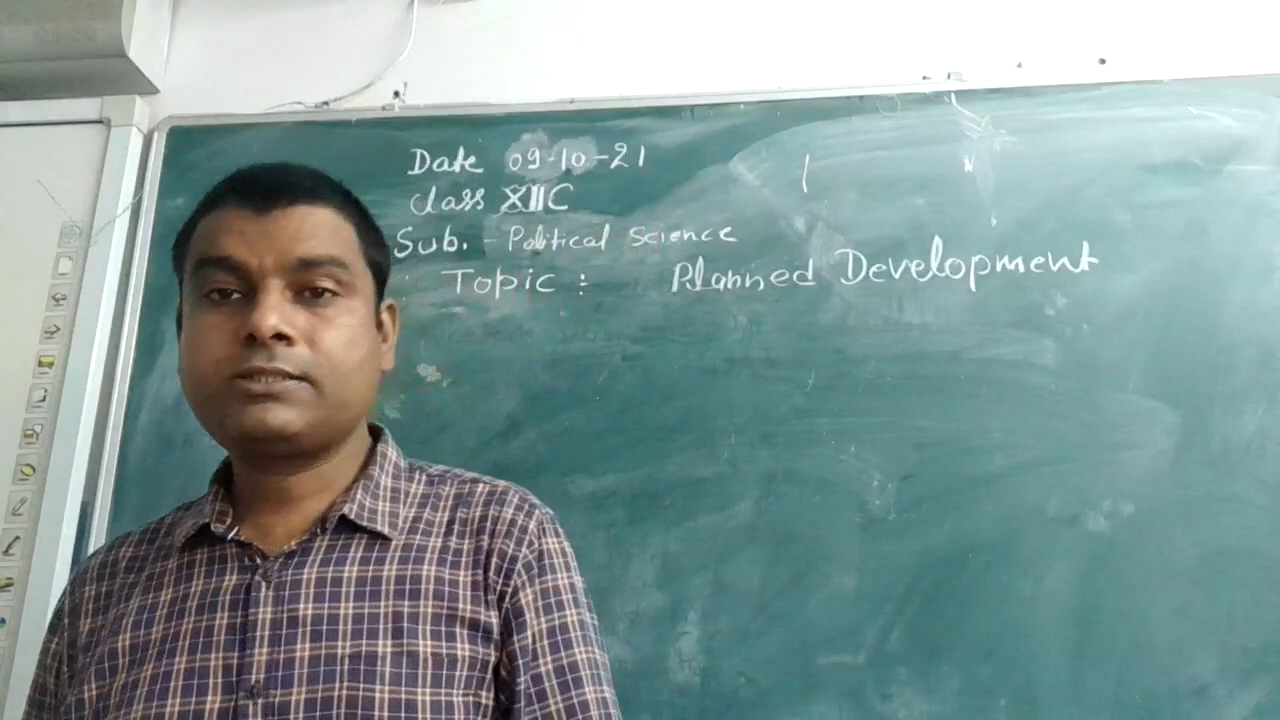 Date 09-10-21
Class XIIC
Sub. - Political Science
Topic : Planned Development